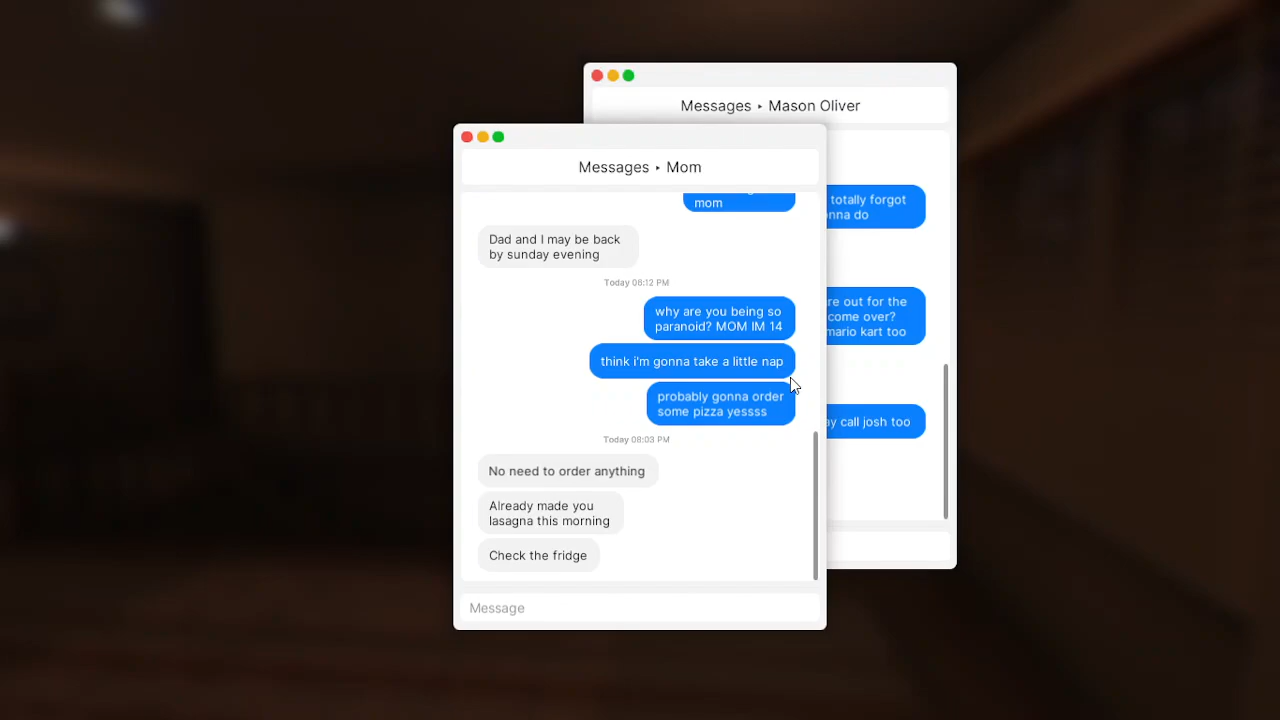 Messages ‣ Mason Oliver
totally forgot
do
out for the
come over?
mario kart too
call josh too
Messages ‣ Mom
mom
Dad and I may be back
by sunday evening
Today 06:12 PM
why are you being so
paranoid? MOM IM 14
think i'm gonna take a little nap
probably gonna order
some pizza yessss
Today 08:03 PM
No need to order anything
Already made you
lasagna this morning
Check the fridge
Message